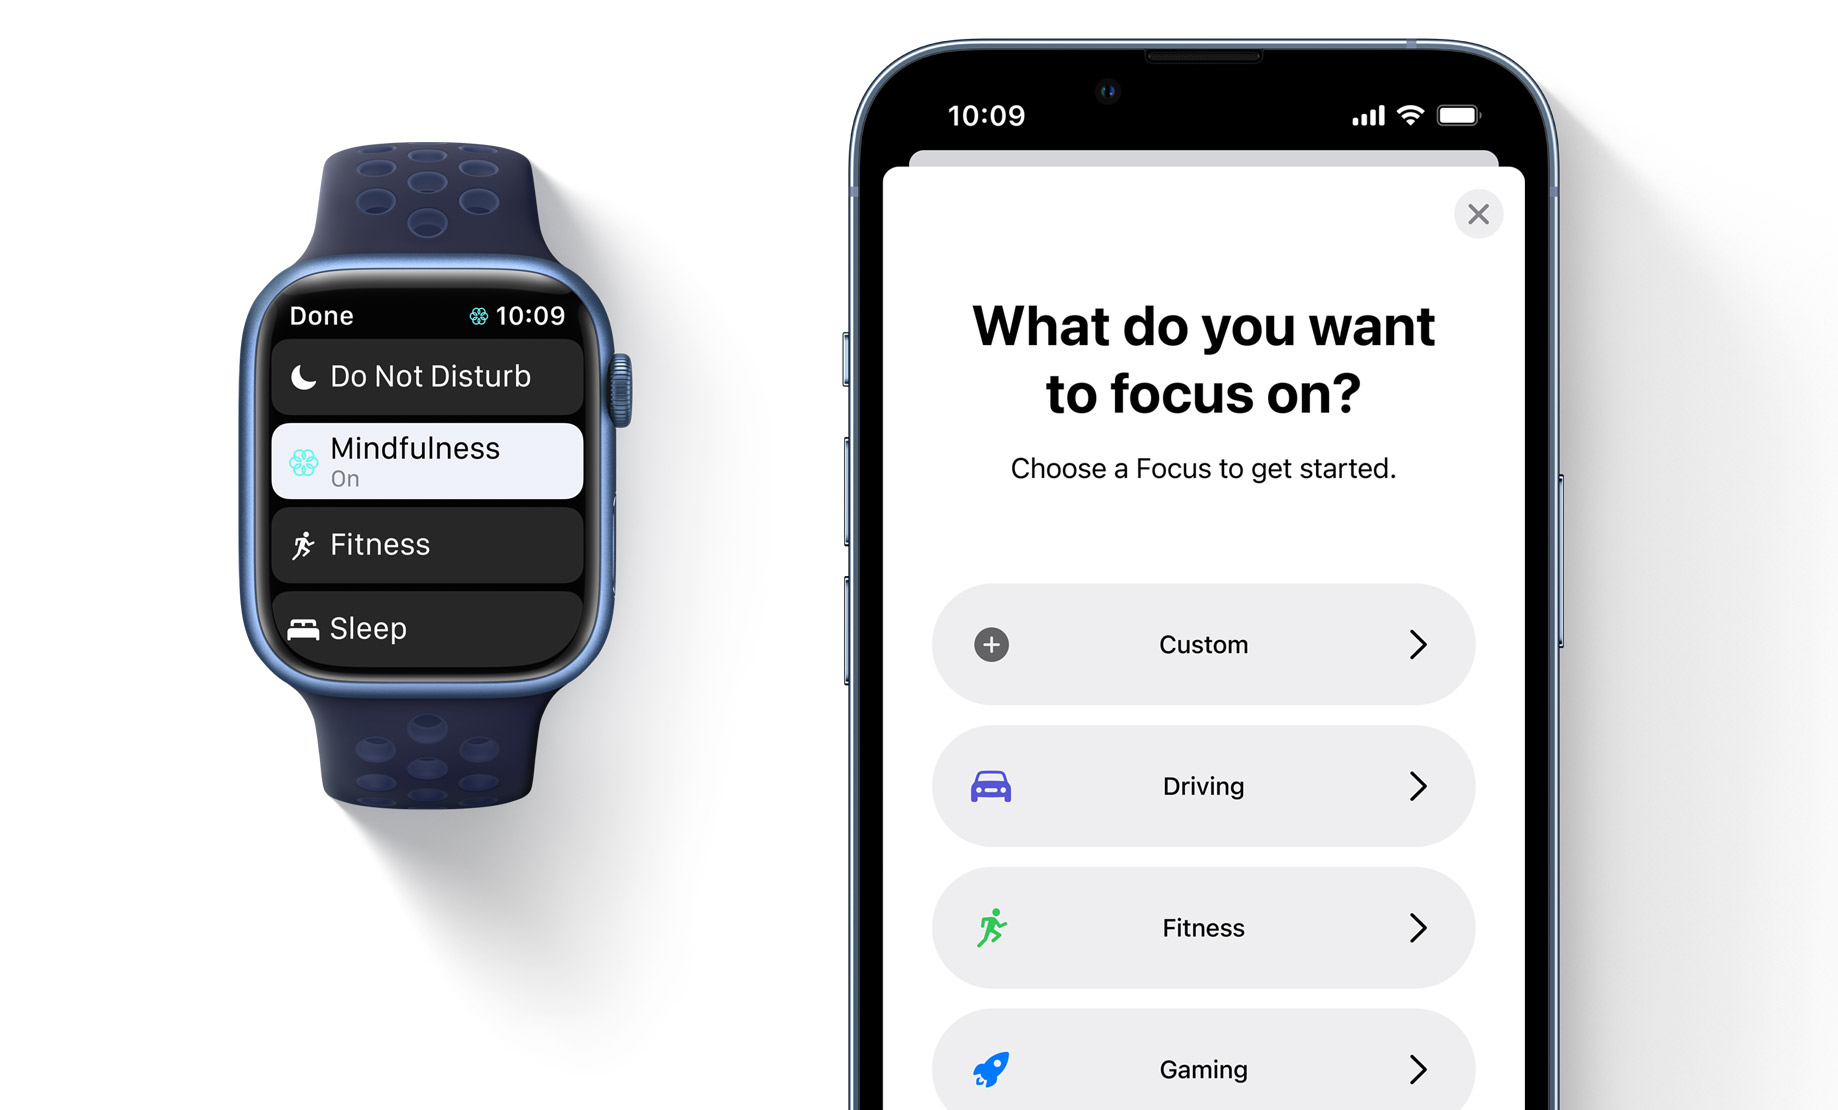 Done 10:09
Do Not Disturb
Mindfulness
On
Fitness
Sleep
10:09
What do you want
to focus on?
Choose a Focus to get started.
Custom
Driving
Fitness
Gaming